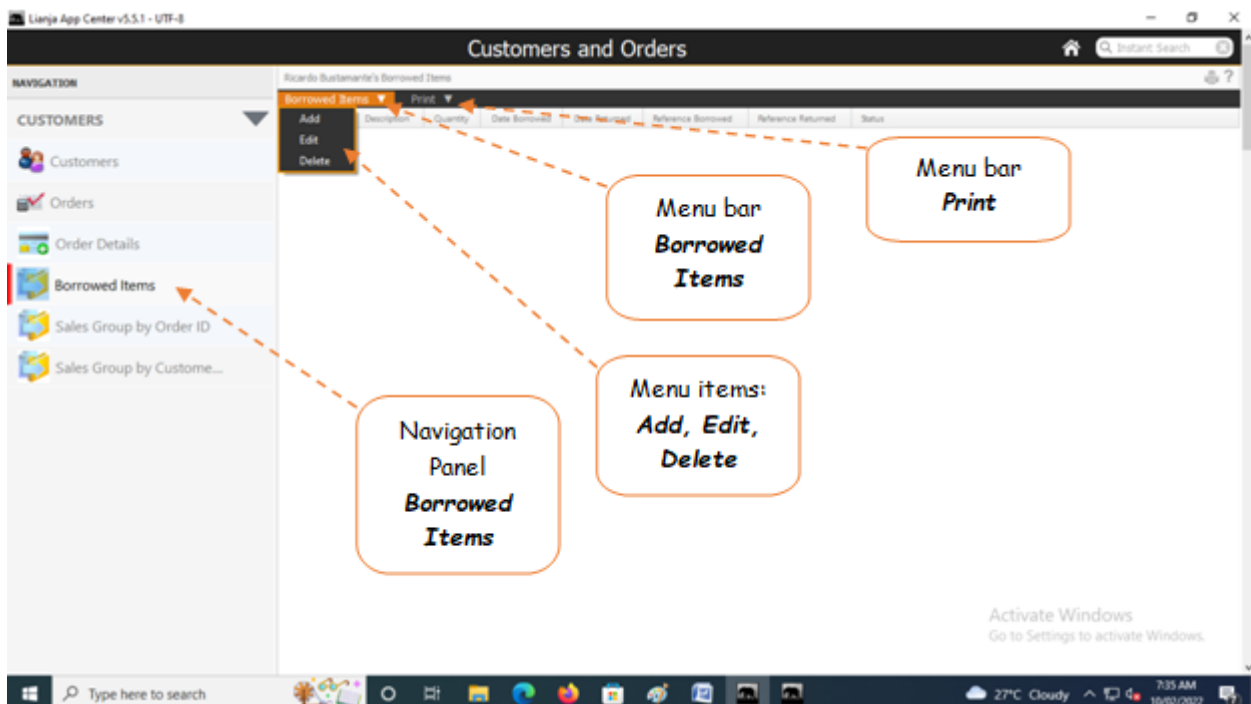 Lianja App Center v5.5.1 - UTF-8
Customers and Orders
Instant Search
NAVIGATION
Ricardo Bustamante's Borrowed Items
?
Borrowed Items Print
CUSTOMERS
Add
Edit
Delete
Description Quantity Date Borrowed Date Returned Reference Borrowed Reference Returned Status
Customers
Orders
Order Details
Borrowed Items
Sales Group by Order ID
Sales Group by Custome...
Menu bar
Print
Menu bar
Borrowed
Items
Menu items:
Add, Edit,
Delete
Navigation
Panel
Borrowed
Items
Activate Windows
Go to Settings to activate Windows.
Type here to search
27°C Cloudy
7:35 AM
10/02/2022